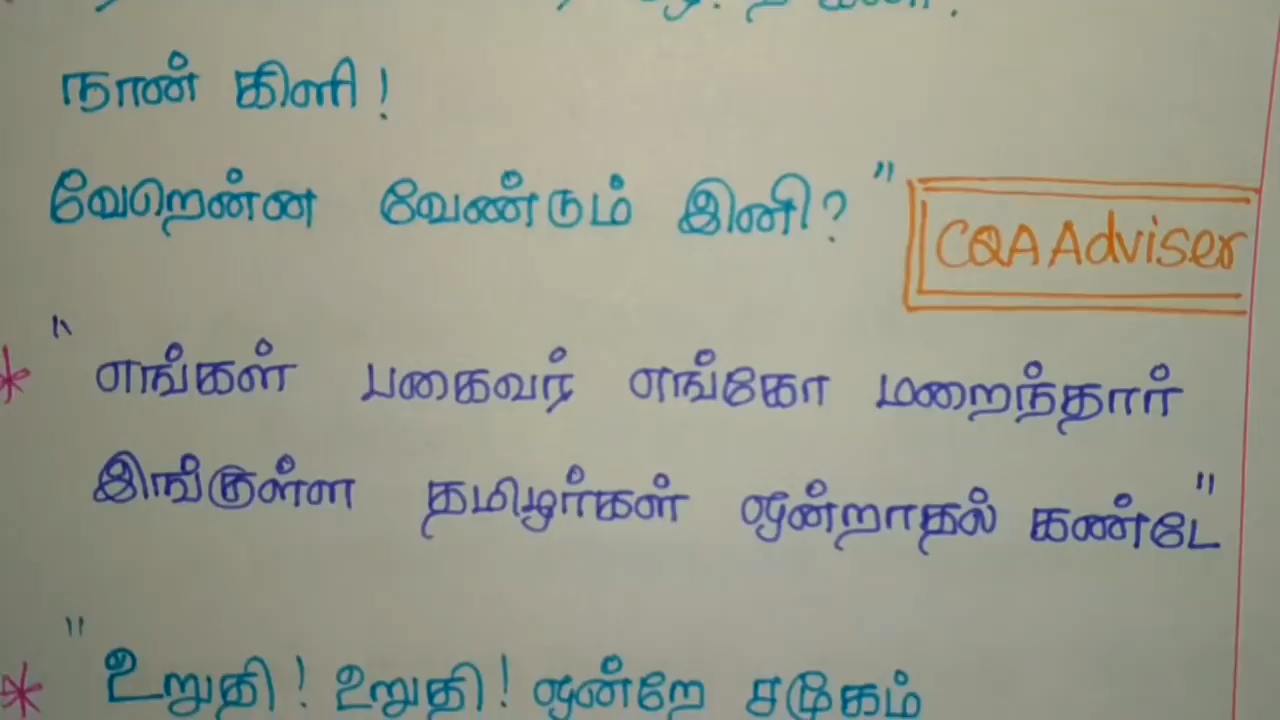 நான் கிளி!
வேறென்ன வேண்டும் இனி?"
CQA Adviser
* "எங்கள் பகைவர் எங்கோ மறைந்தார்
இங்குள்ள தமிழர்கள் ஒன்றாதல் கண்டே"
* "உறுதி! உறுதி! ஒன்றே சமூகம்